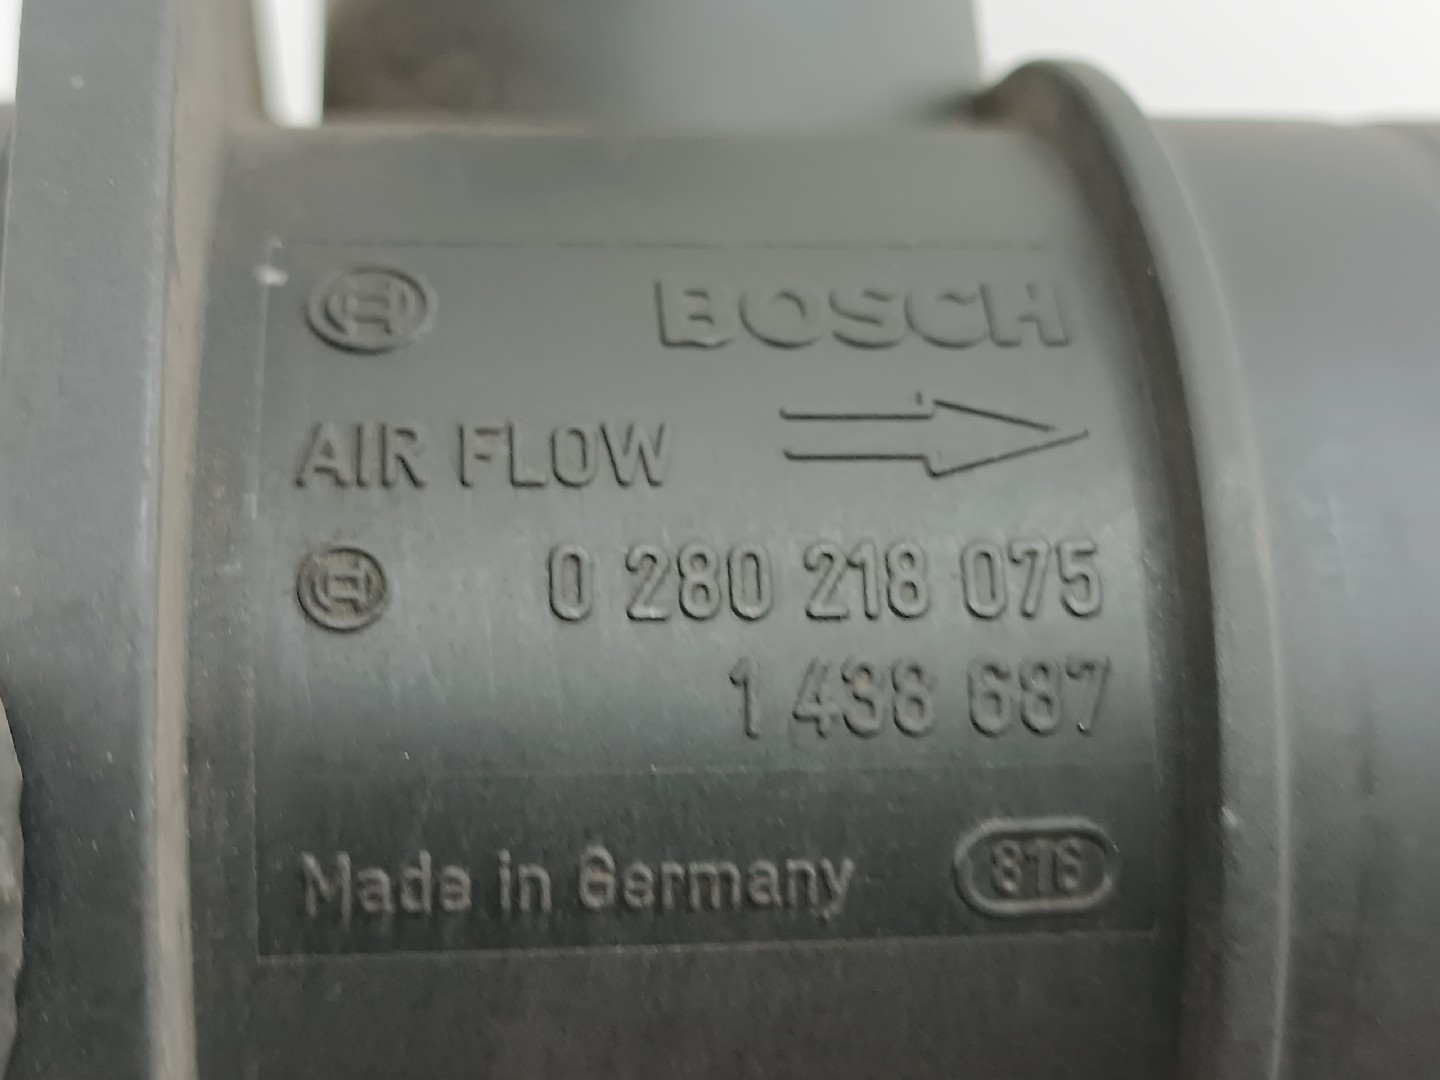 BOSCH
AIR FLOW
0 280 218 075
1 438 687
Made in Germany 816